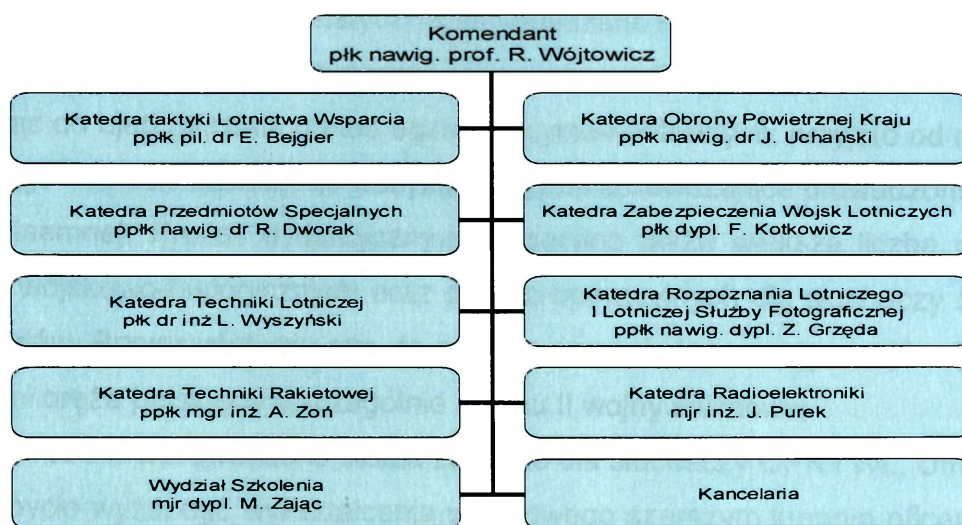 Komendant
płk nawig. prof. R. Wójtowicz
Katedra taktyki Lotnictwa Wsparcia
ppłk pil. dr E. Bejgier
Katedra Obrony Powietrznej Kraju
ppłk nawig. dr J. Uchański
Katedra Przedmiotów Specjalnych
ppłk nawig. dr R. Dworak
Katedra Zabezpieczenia Wojsk Lotniczych
płk dypl. F. Kotkowicz
Katedra Techniki Lotniczej
płk dr inż L. Wyszyński
Katedra Rozpoznania Lotniczego
I Lotniczej Służby Fotograficznej
ppłk nawig. dypl. Z. Grzęda
Katedra Techniki Rakietowej
ppłk mgr inż A. Zoń
Katedra Radioelektroniki
mjr inż. J. Purek
Wydział Szkolenia
mjr dypl. M. Zając
Kancelaria